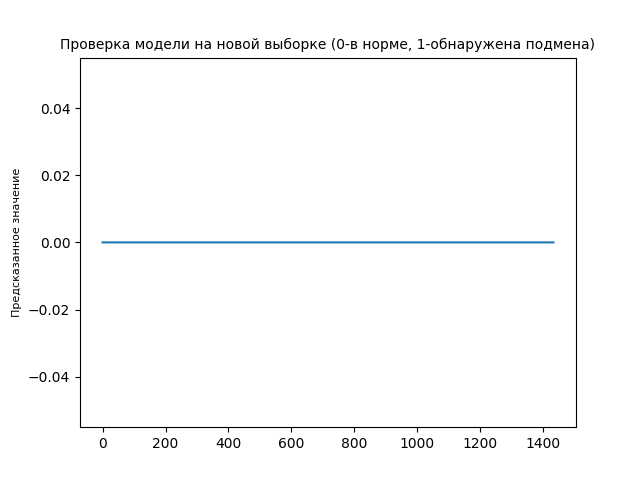 Проверка модели на новой выборке (0-в норме, 1-обнаружена подмена)
Предсказанное значение
0.04
0.02
0.00
−0.02
−0.04
0 200 400 600 800 1000 1200 1400